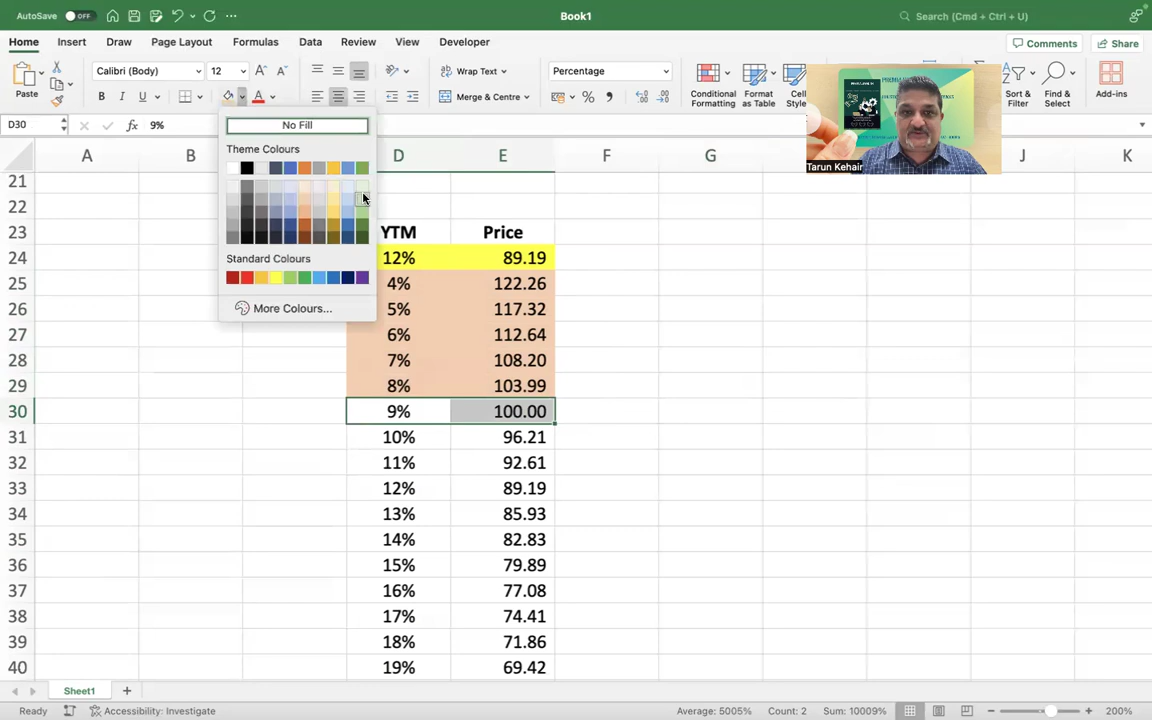 AutoSave OFF Book1 Search (Cmd + Ctrl + U)
Home Insert Draw Page Layout Formulas Data Review View Developer Comments Share
Paste Calibri (Body) 12 A A Wrap Text Percentage Conditional Formatting Format as Table Cell Styles Sort & Filter Find & Select Add-ins
B I U A Merge & Centre %
Tarun Kehair
D30 fx 9%
No Fill
Theme Colours
Standard Colours
More Colours...
A B D E F G J K
21
22
23 YTM Price
24 12% 89.19
25 4% 122.26
26 5% 117.32
27 6% 112.64
28 7% 108.20
29 8% 103.99
30 9% 100.00
31 10% 96.21
32 11% 92.61
33 12% 89.19
34 13% 85.93
35 14% 82.83
36 15% 79.89
37 16% 77.08
38 17% 74.41
39 18% 71.86
40 19% 69.42
Sheet1
Ready Accessibility: Investigate Average: 5005% Count: 2 Sum: 10009% 200%